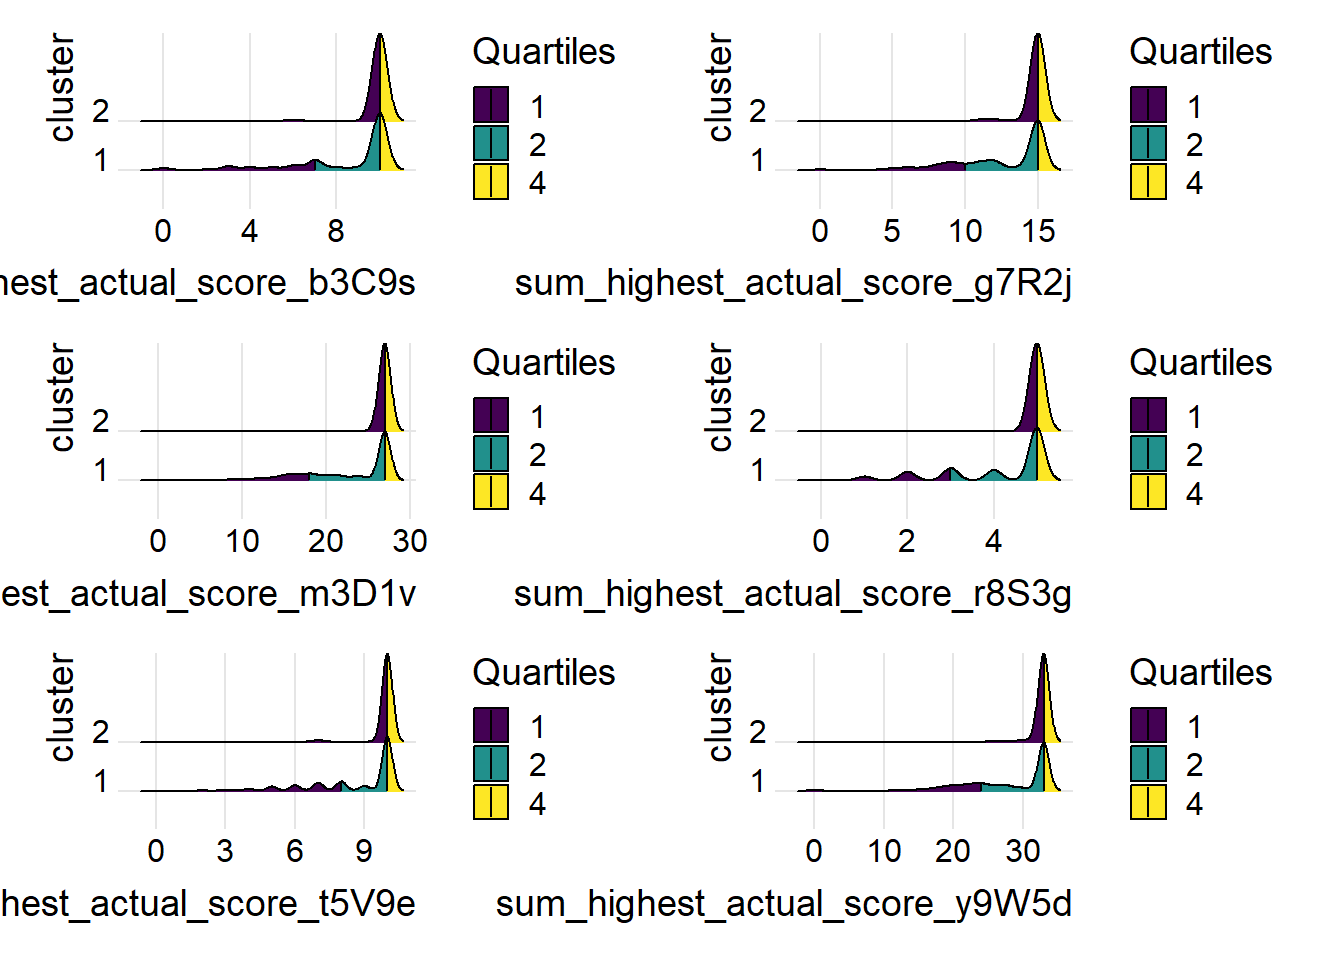 cluster
2
1
0 4 8
hest_actual_score_b3C9s
Quartiles
1
2
4
cluster
2
1
0 5 10 15
sum_highest_actual_score_g7R2j
Quartiles
1
2
4
cluster
2
1
0 10 20 30
est_actual_score_m3D1v
Quartiles
1
2
4
cluster
2
1
0 2 4
sum_highest_actual_score_r8S3g
Quartiles
1
2
4
cluster
2
1
0 3 6 9
hest_actual_score_t5V9e
Quartiles
1
2
4
cluster
2
1
0 10 20 30
sum_highest_actual_score_y9W5d
Quartiles
1
2
4